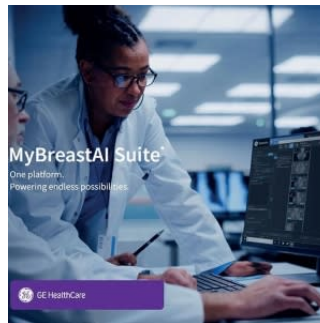 MyBreastAI Suite*
One platform.
Powering endless possibilities.
GE HealthCare